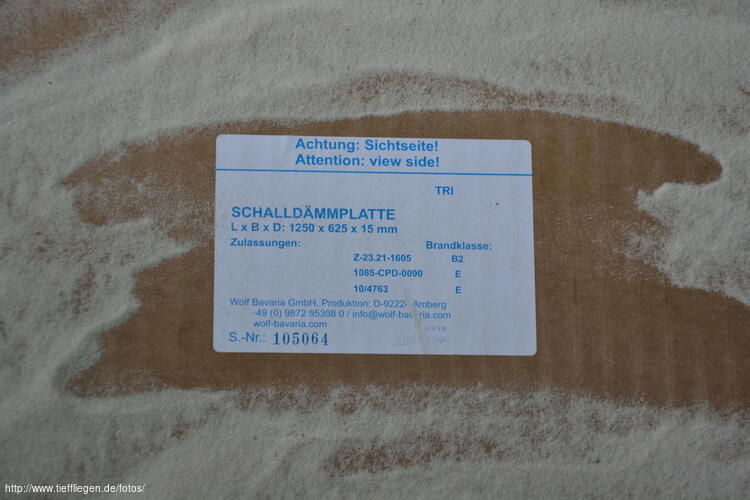 Achtung: Sichtseite!
Attention: view side!
TRI
SCHALLDÄMMPLATTE
L x B x D: 1250 x 625 x 15 mm
Zulassungen: Brandklasse:
Z-23.21-1605 B2
1085-CPD-0090 E
10/4763 E
Wolf Bavaria GmbH, Produktion: Amberg
49 (0) 9872 95398 0 / info@wolf-bavaria.com
wolf-bavaria.com
S.-Nr.: 105064
http://www.tieffliegen.de/fotos/